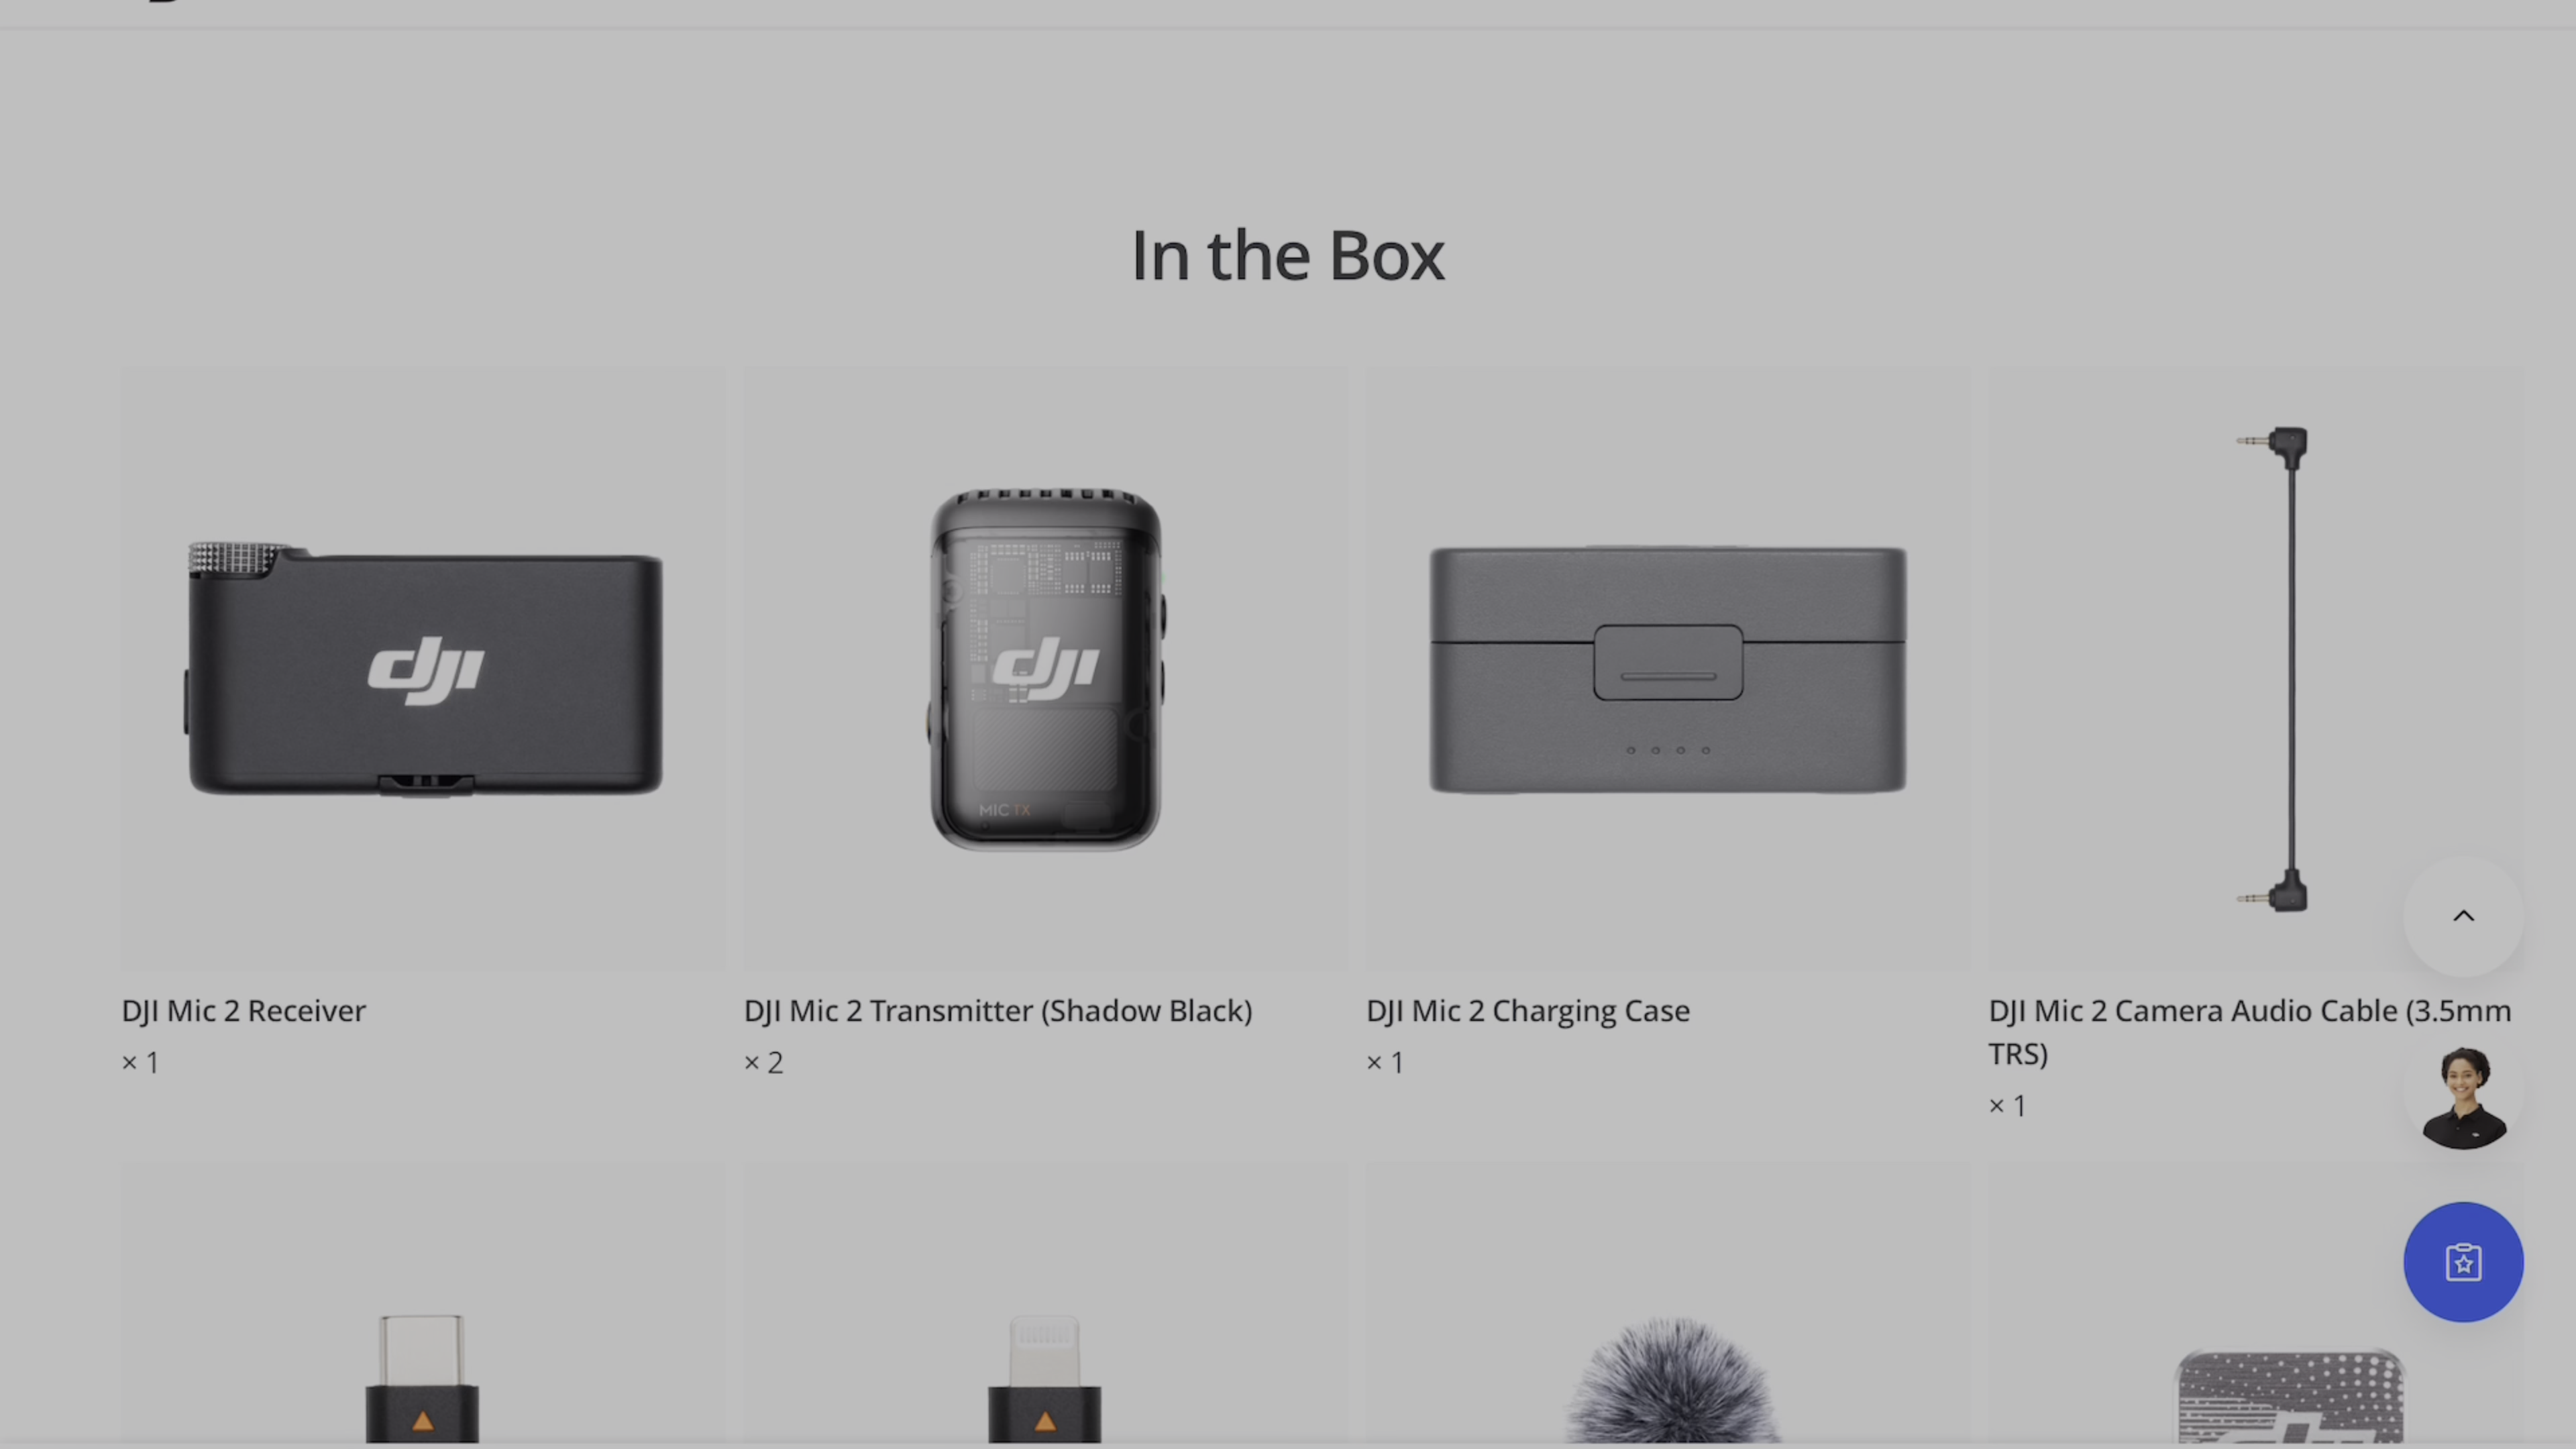 In the Box
dji
dji
MIC TX
DJI Mic 2 Receiver
× 1
DJI Mic 2 Transmitter (Shadow Black)
× 2
DJI Mic 2 Charging Case
× 1
DJI Mic 2 Camera Audio Cable (3.5mm
TRS)
× 1